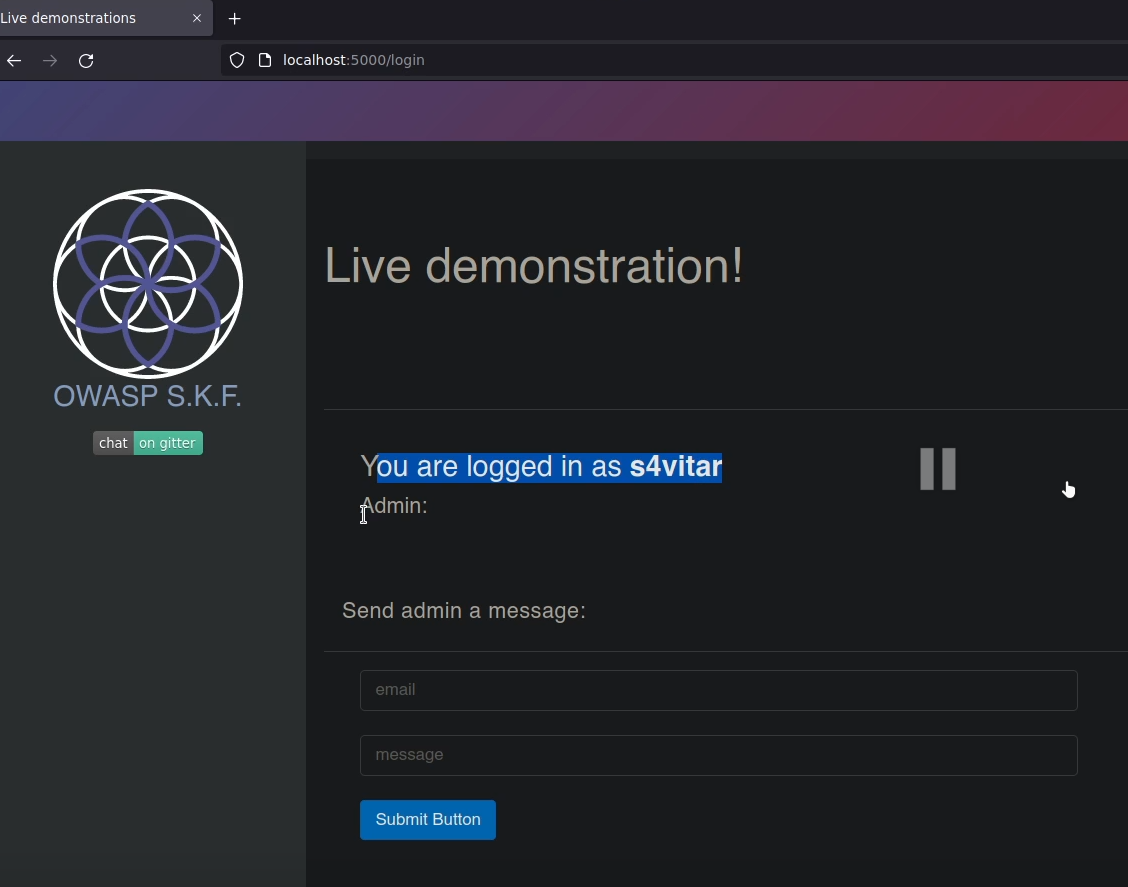 Live demonstrations
localhost:5000/login
OWASP S.K.F.
chat on gitter
Live demonstration!
You are logged in as s4vitar
Admin:
Send admin a message:
email
message
Submit Button